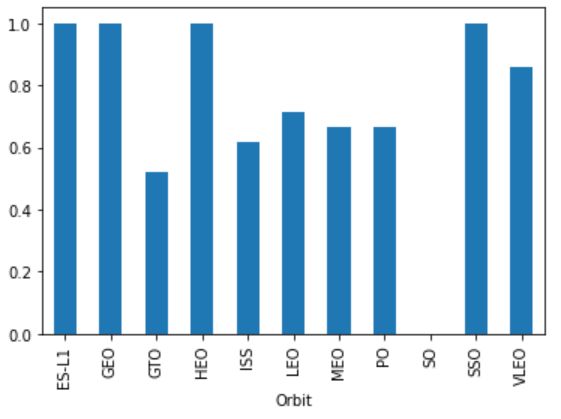 1.0
0.8
0.6
0.4
0.2
0.0
ES-L1
GEO
GTO
HEO
ISS
LEO
MEO
PO
SO
SSO
VLEO
Orbit